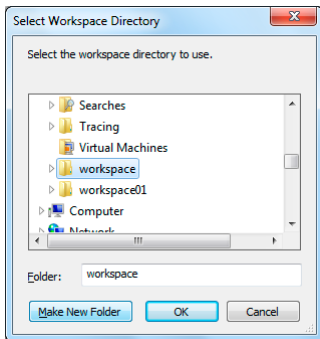 Select Workspace Directory
Select the workspace directory to use.
Searches
Tracing
Virtual Machines
workspace
workspace01
Computer
Network
Folder: workspace
Make New Folder OK Cancel